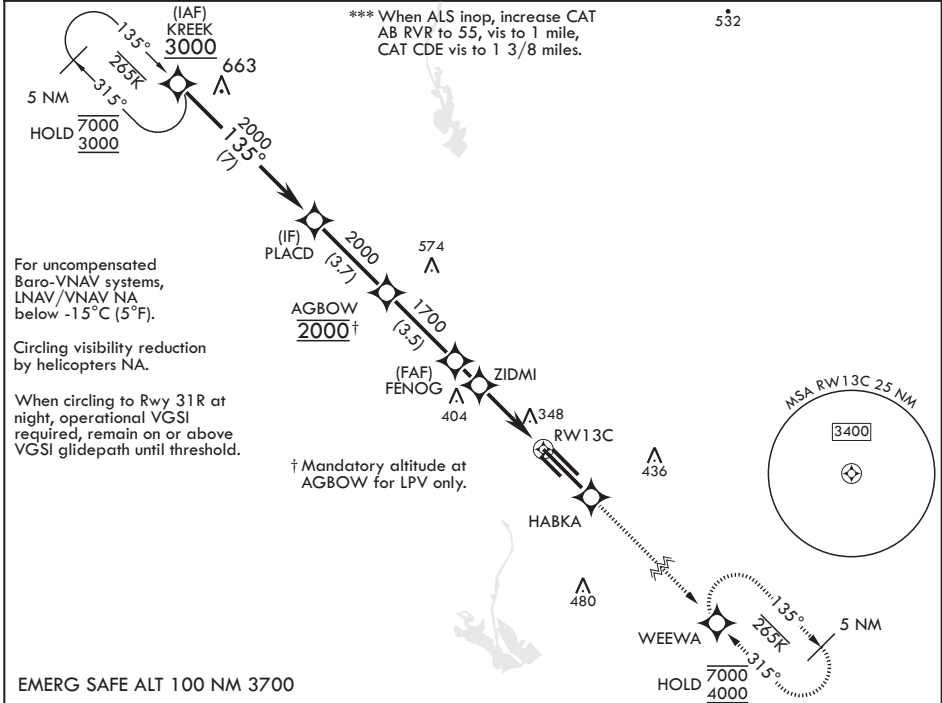 (IAF)
KREEK
3000
135°
265K
315°
5 NM
HOLD 7000
3000
663
*** When ALS inop, increase CAT
AB RVR to 55, vis to 1 mile,
CAT CDE vis to 1 3/8 miles.
532
2000
135°
(7)
(IF)
PLACD
2000
(3.7)
574
For uncompensated
Baro-VNAV systems,
LNAV/VNAV NA
below -15°C (5°F).
Circling visibility reduction
by helicopters NA.
When circling to Rwy 31R at
night, operational VGSI
required, remain on or above
VGSI glidepath until threshold.
AGBOW
2000†
1700
(3.5)
(FAF)
FENOG
ZIDMI
404
348
RW13C
436
† Mandatory altitude at
AGBOW for LPV only.
HABKA
MSA RW13C 25 NM
3400
480
WEEWA
135°
265K
315°
5 NM
HOLD 7000
4000
EMERG SAFE ALT 100 NM 3700